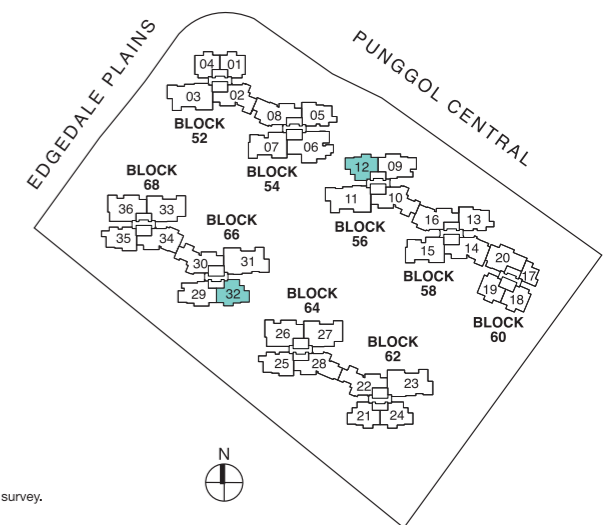 EDGEDALE PLAINS
PUNGGOL CENTRAL
04 01
03 02
BLOCK
52
08 05
07 06
BLOCK
54
12 09
11 10
BLOCK
56
16 13
15 14
BLOCK
58
20 17
19 18
BLOCK
60
BLOCK
68
36 33
35 34
BLOCK
66
30 31
29 32
BLOCK
64
26 27
25 28
BLOCK
62
22 23
21 24
N
survey.